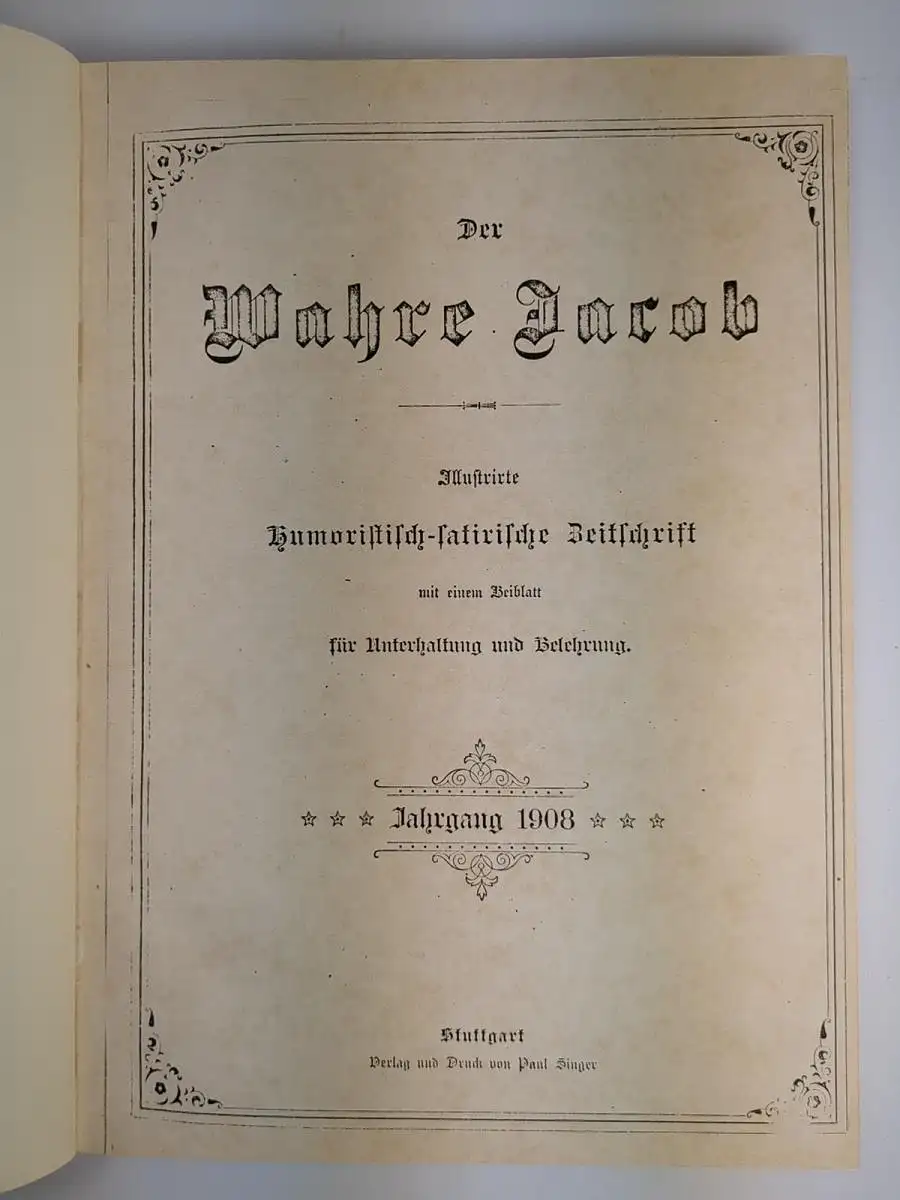 Der
Wahre Jacob
Illustrirte
Humoristisch-satirische Zeitschrift
mit einem Beiblatt
für Unterhaltung und Belehrung.
Jahrgang 1908
Stuttgart
Verlag und Druck von Paul Singer